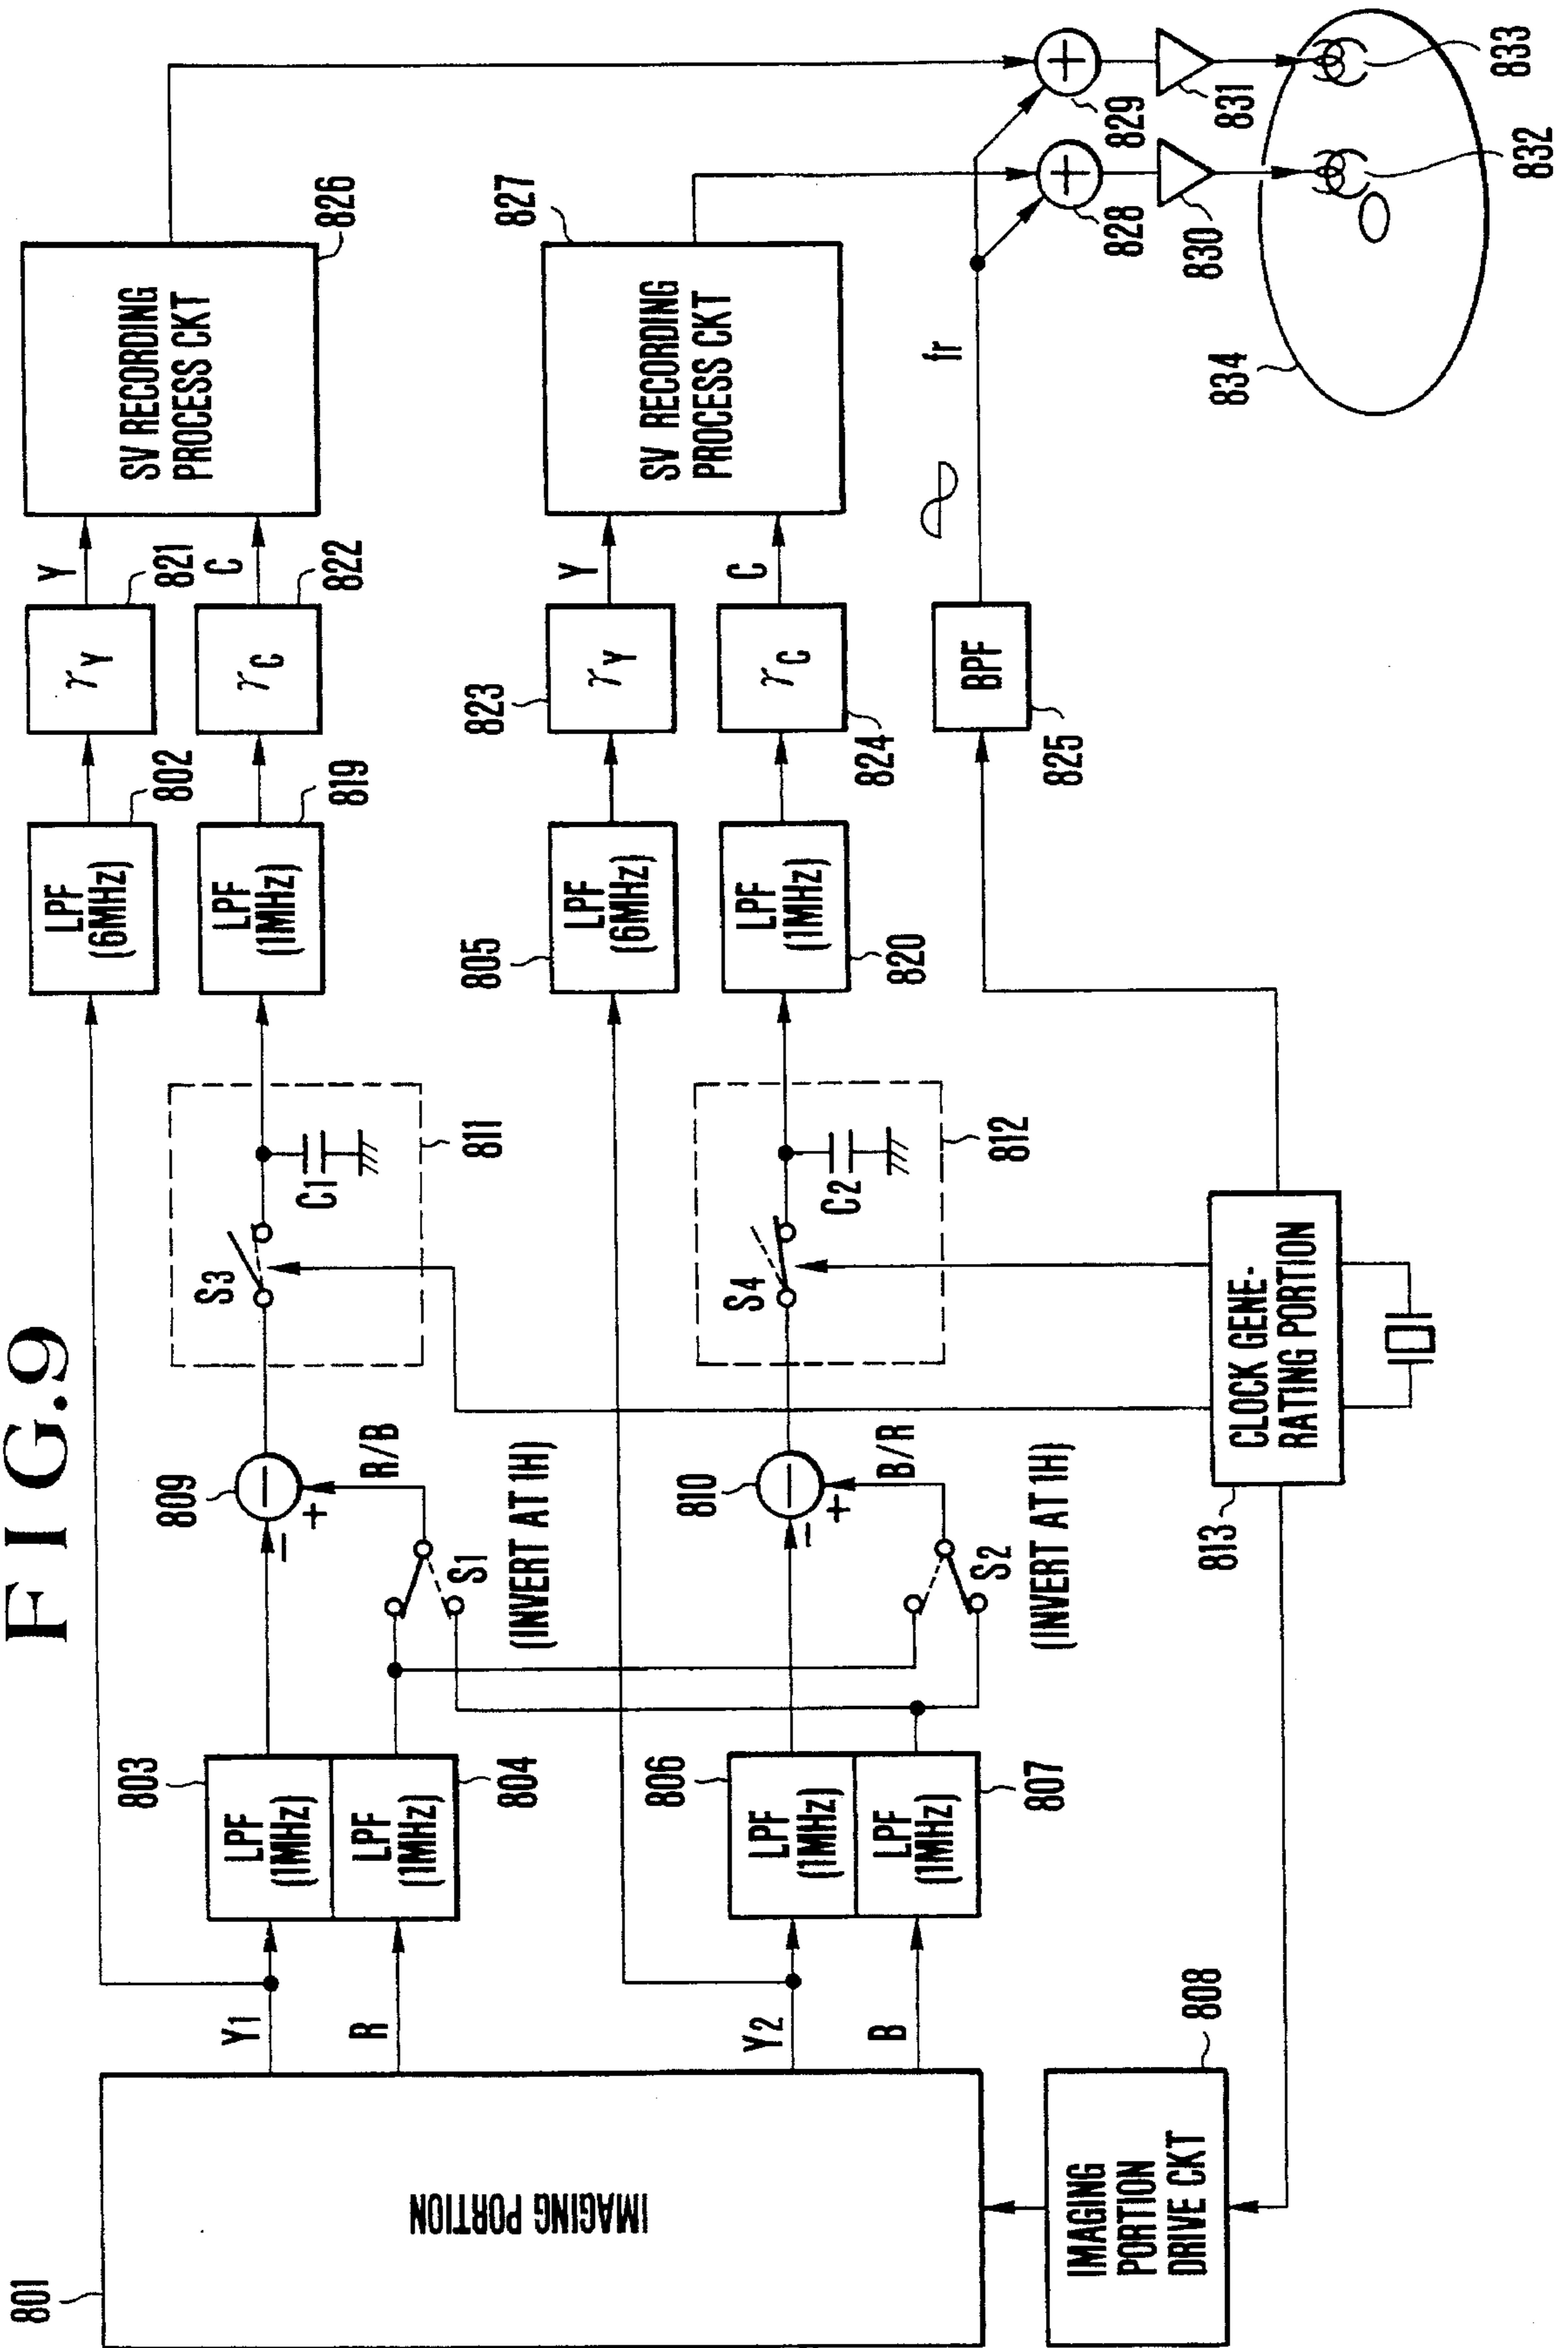 FIG.9
801
IMAGING PORTION
Y1
R
Y2
B
808
IMAGING
PORTION
DRIVE CKT
803
LPF
(1MHz)
LPF
(1MHz)
804
806
LPF
(1MHz)
LPF
(1MHz)
807
S1
(INVERT AT 1H)
S2
(INVERT AT 1H)
809
−
−
+
R/B
810
−
−
+
B/R
813
CLOCK GENE-
RATING PORTION
S3
C1
811
S4
C2
812
LPF
(6MHz)
802
LPF
(1MHz)
819
805
LPF
(6MHz)
LPF
(1MHz)
820
γY
821
γC
822
823
γY
γC
824
BPF
825
Y
C
Y
C
SV RECORDING
PROCESS CKT
826
SV RECORDING
PROCESS CKT
827
fr
+
829
+
828
831
830
833
832
834